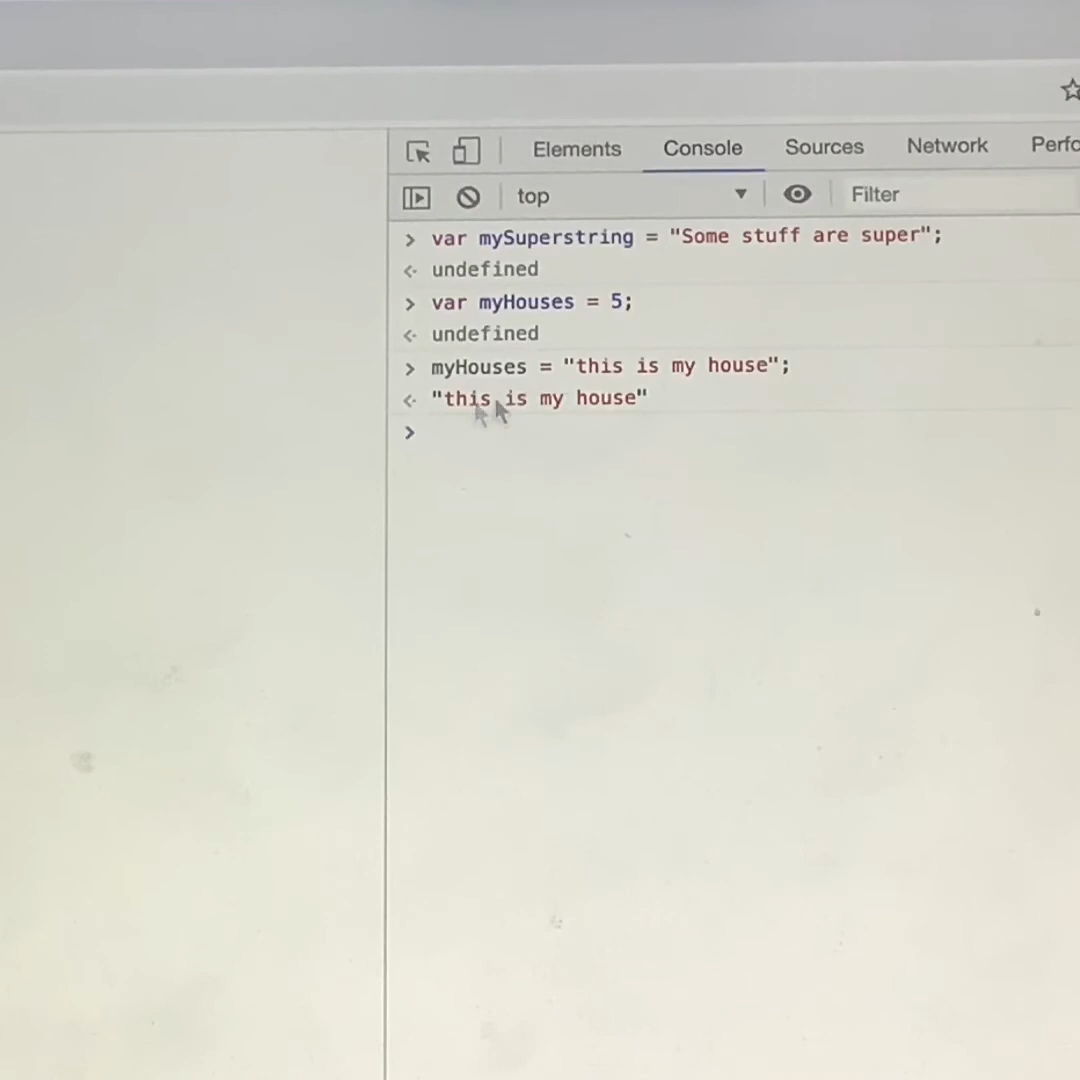 Elements Console Sources Network Perfo
top Filter
> var mySuperstring = "Some stuff are super";
undefined
> var myHouses = 5;
undefined
> myHouses = "this is my house";
"this is my house"
>